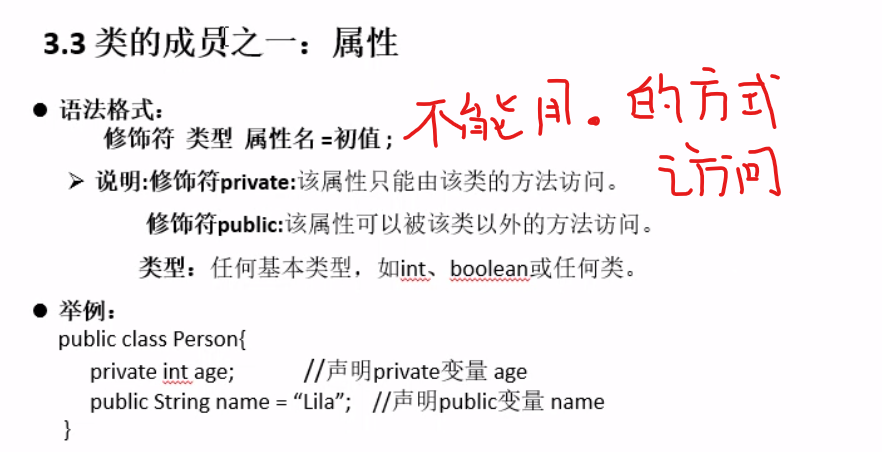 3.3 类的成员之一：属性
● 语法格式：
修饰符 类型 属性名 =初值 ;
不能用. 的方式
访问
➢ 说明:修饰符private:该属性只能由该类的方法访问。
修饰符public:该属性可以被该类以外的方法访问。
类型：任何基本类型，如int、boolean或任何类。
● 举例：
public class Person{
private int age; //声明private变量 age
public String name = “Lila”; //声明public变量 name
}